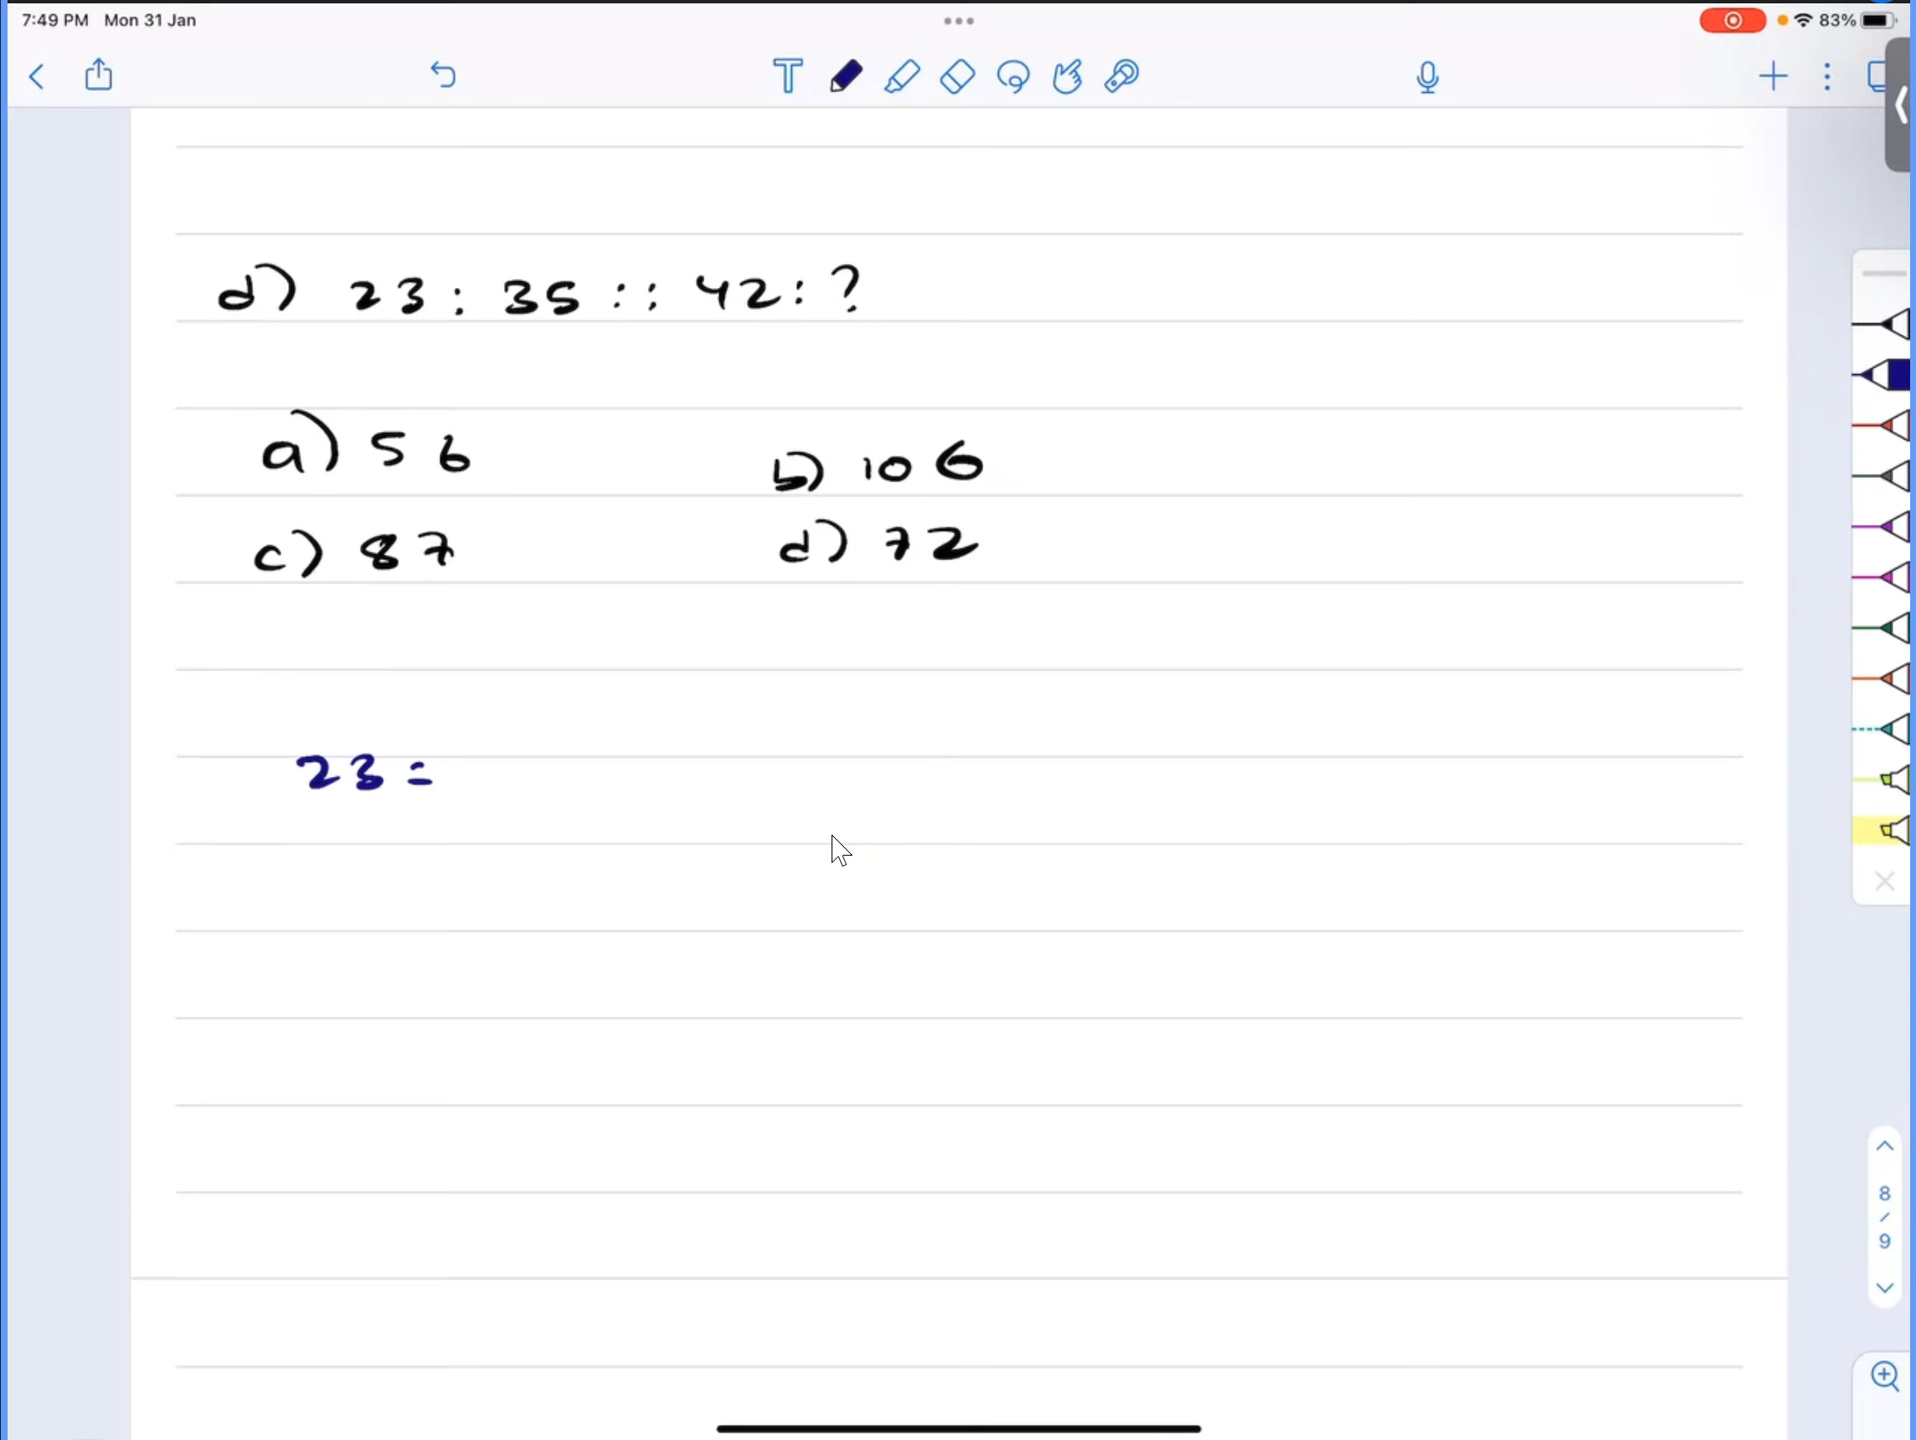 7:49 PM Mon 31 Jan 83%
d) 23 : 35 :: 42 : ?
a) 56 b) 106
c) 87 d) 72
23 =
8
/
9